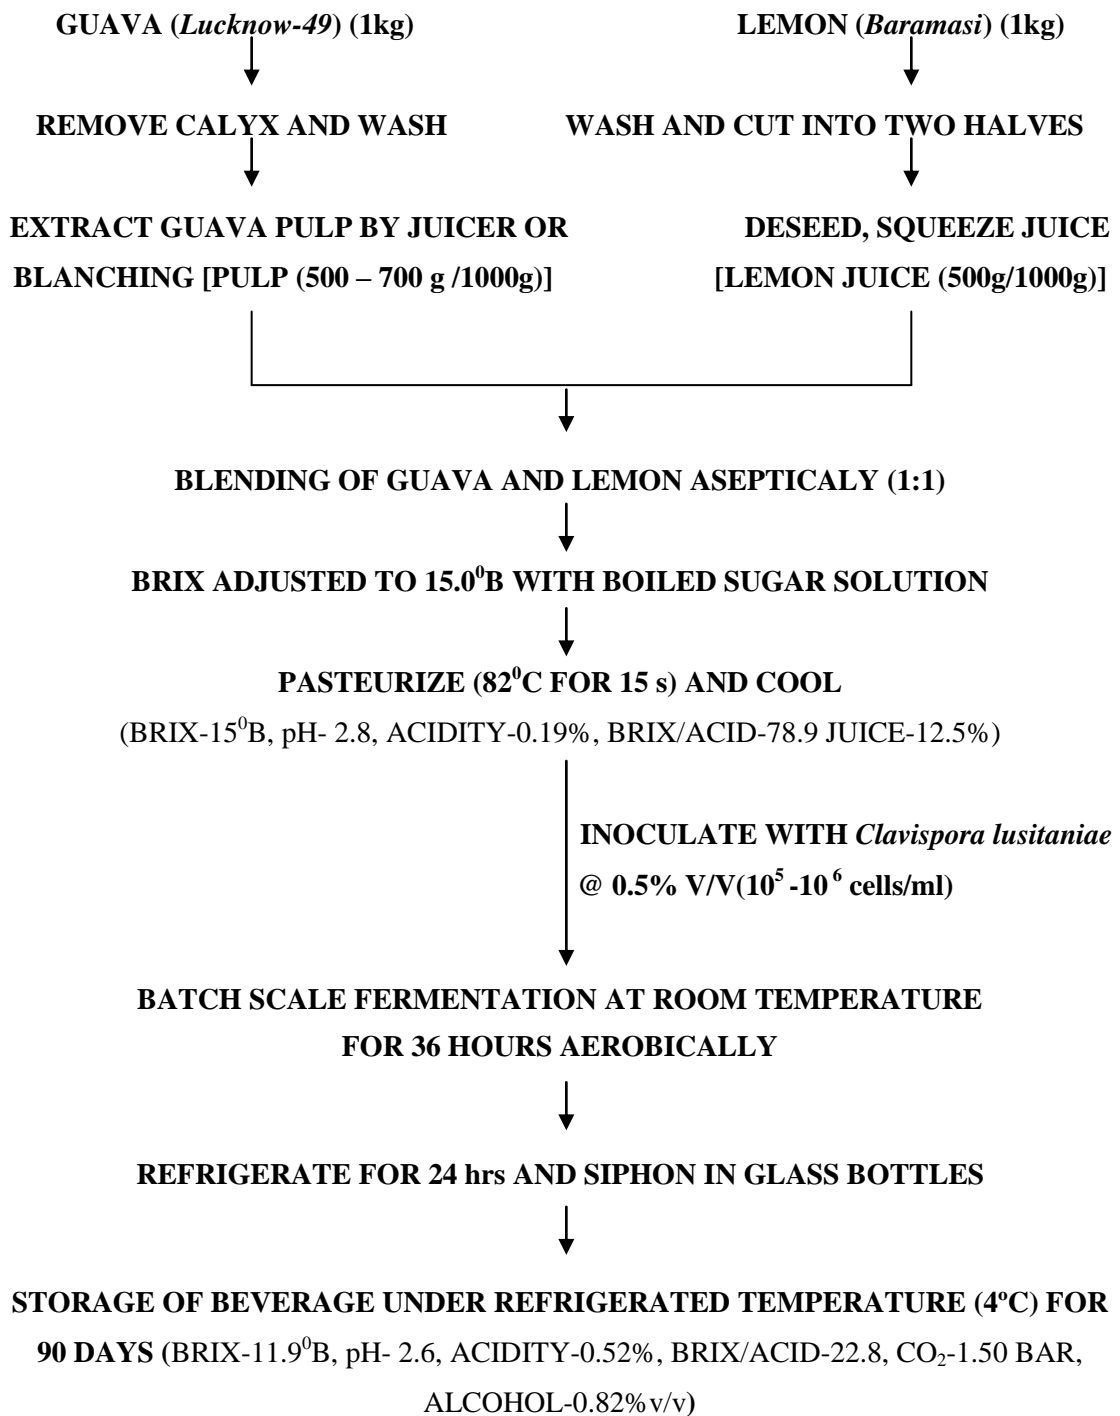 GUAVA (Lucknow-49) (1kg)
LEMON (Baramasi) (1kg)
REMOVE CALYX AND WASH
WASH AND CUT INTO TWO HALVES
EXTRACT GUAVA PULP BY JUICER OR
BLANCHING [PULP (500 – 700 g /1000g)]
DESEED, SQUEEZE JUICE
[LEMON JUICE (500g/1000g)]
BLENDING OF GUAVA AND LEMON ASEPTICALY (1:1)
BRIX ADJUSTED TO 15.0⁰B WITH BOILED SUGAR SOLUTION
PASTEURIZE (82⁰C FOR 15 s) AND COOL
(BRIX-15⁰B, pH- 2.8, ACIDITY-0.19%, BRIX/ACID-78.9 JUICE-12.5%)
INOCULATE WITH Clavispora lusitaniae
@ 0.5% V/V(10⁵ -10 ⁶ cells/ml)
BATCH SCALE FERMENTATION AT ROOM TEMPERATURE
FOR 36 HOURS AEROBICALLY
REFRIGERATE FOR 24 hrs AND SIPHON IN GLASS BOTTLES
STORAGE OF BEVERAGE UNDER REFRIGERATED TEMPERATURE (4ºC) FOR
90 DAYS (BRIX-11.9⁰B, pH- 2.6, ACIDITY-0.52%, BRIX/ACID-22.8, CO₂-1.50 BAR,
ALCOHOL-0.82%v/v)